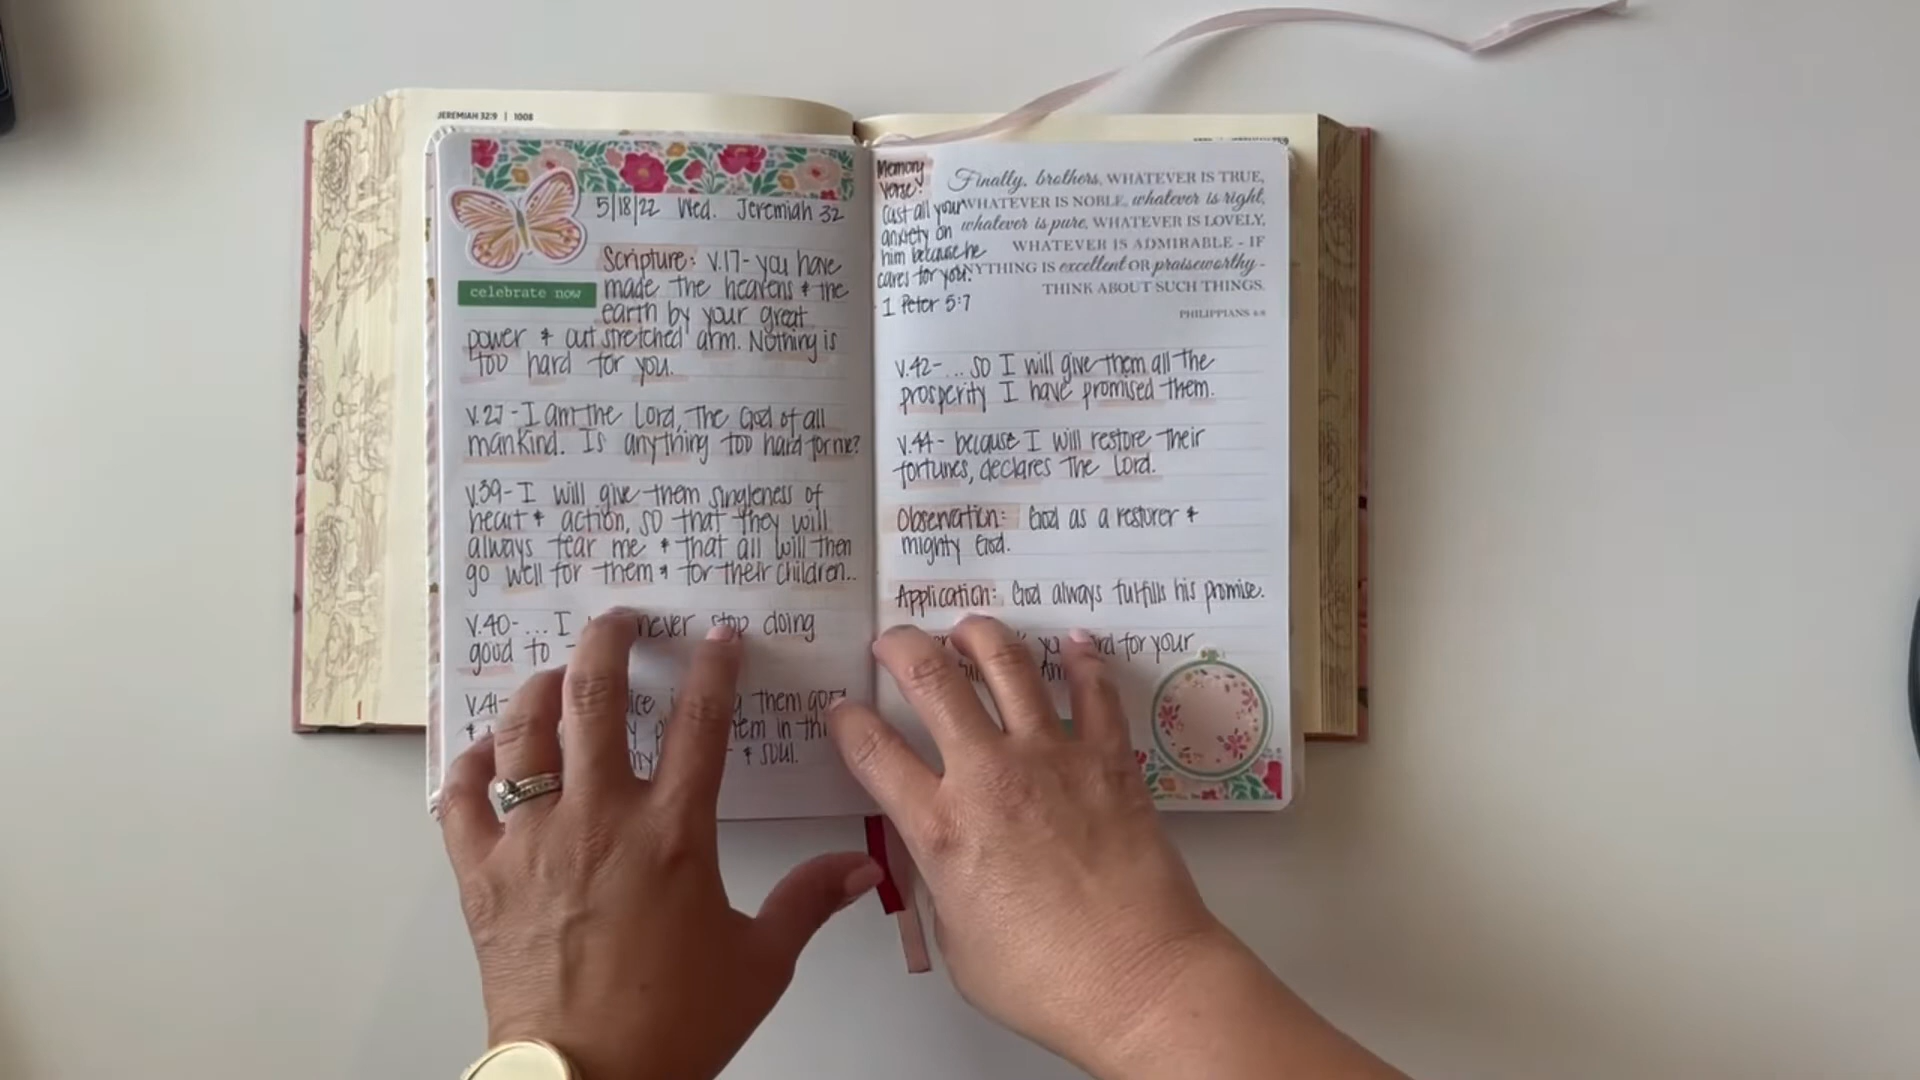 JEREMIAH 32:9 | 1008
5/18/22 Wed. Jeremiah 32
Scripture: v.17- you have
celebrate now
made the heavens & the
earth by your great
power & out stretched arm. Nothing is
too hard for you.
v.27 - I am the Lord, the God of all
mankind. Is anything too hard for me?
v.39- I will give them singleness of
heart & action, so that they will
always fear me & that all will then
go well for them & for their children..
v.40- ... I never stop doing
good to
v.41-
them good
them in this
my & soul.
Memory
Verse:
Cast all your
anxiety on
him because he
cares for you.
1 Peter 5:7
Finally, brothers, WHATEVER IS TRUE,
WHATEVER IS NOBLE, whatever is right,
whatever is pure, WHATEVER IS LOVELY,
WHATEVER IS ADMIRABLE - IF
ANYTHING IS excellent OR praiseworthy -
THINK ABOUT SUCH THINGS.
PHILIPPIANS 4:8
v.42- ... so I will give them all the
prosperity I have promised them.
v.44- because I will restore their
fortunes, declares the Lord.
Observation: God as a resturer &
mighty God.
Application: God always fulfills his promise.
for your